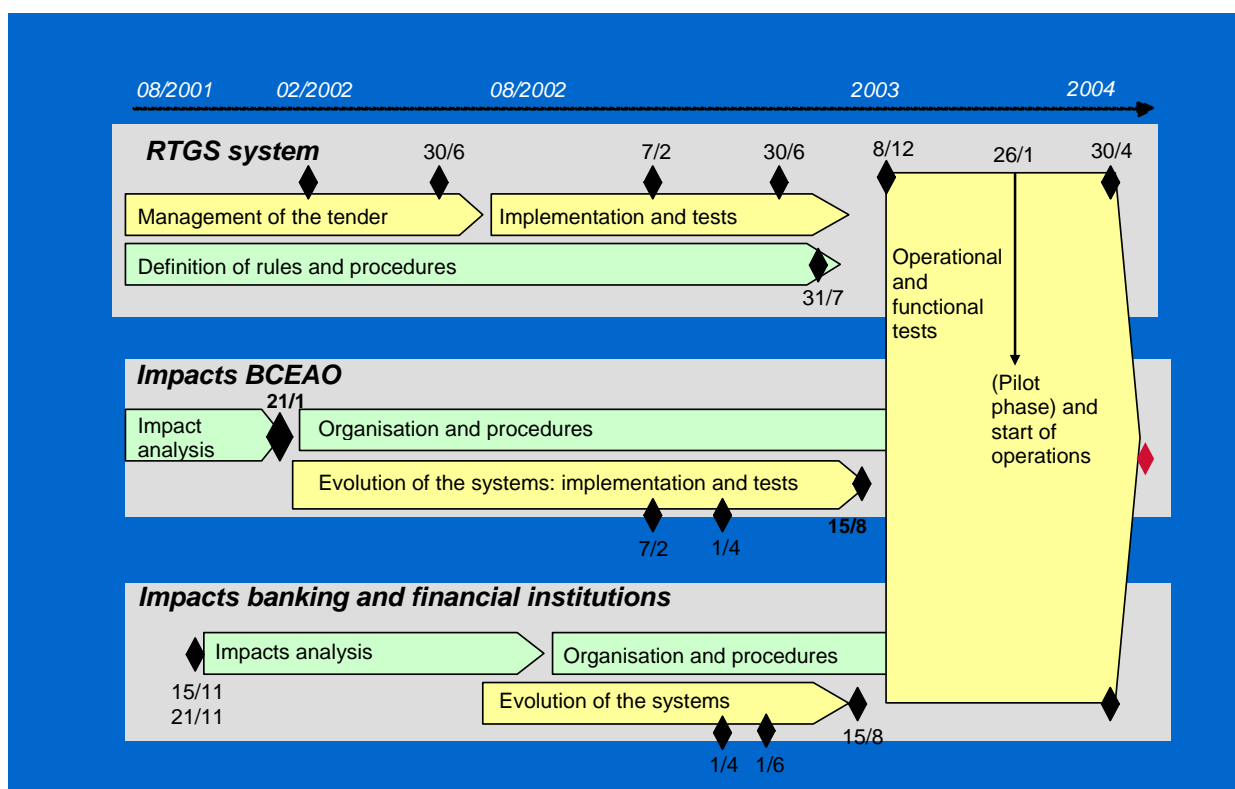 08/2001 02/2002 08/2002 2003 2004
RTGS system
30/6 7/2 30/6 8/12 26/1 30/4
Management of the tender
Implementation and tests
Definition of rules and procedures
31/7
Operational
and
functional
tests
(Pilot
phase) and
start of
operations
Impacts BCEAO
21/1
Impact
analysis
Organisation and procedures
Evolution of the systems: implementation and tests
7/2 1/4 15/8
Impacts banking and financial institutions
Impacts analysis
Organisation and procedures
15/11
21/11
Evolution of the systems
15/8
1/4 1/6